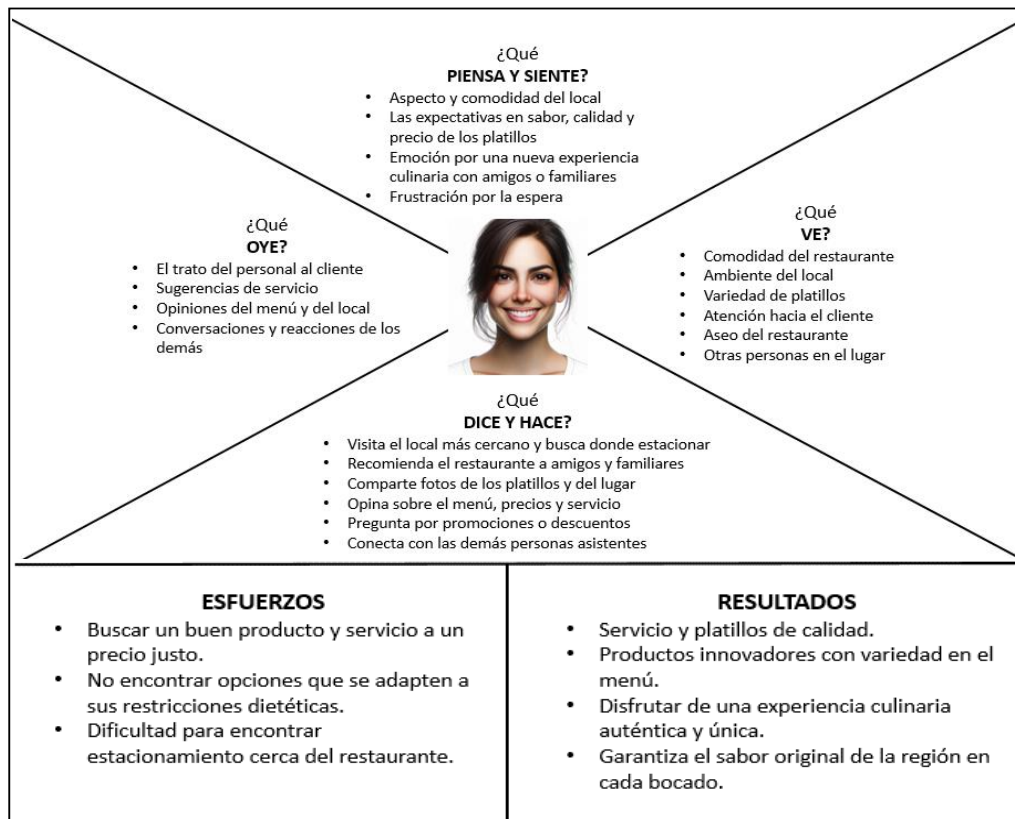 ¿Qué
PIENSA Y SIENTE?
• Aspecto y comodidad del local
• Las expectativas en sabor, calidad y
precio de los platillos
• Emoción por una nueva experiencia
culinaria con amigos o familiares
• Frustración por la espera
¿Qué
OYE?
• El trato del personal al cliente
• Sugerencias de servicio
• Opiniones del menú y del local
• Conversaciones y reacciones de los
demás
¿Qué
VE?
• Comodidad del restaurante
• Ambiente del local
• Variedad de platillos
• Atención hacia el cliente
• Aseo del restaurante
• Otras personas en el lugar
¿Qué
DICE Y HACE?
• Visita el local más cercano y busca donde estacionar
• Recomienda el restaurante a amigos y familiares
• Comparte fotos de los platillos y del lugar
• Opina sobre el menú, precios y servicio
• Pregunta por promociones o descuentos
• Conecta con las demás personas asistentes
ESFUERZOS
• Buscar un buen producto y servicio a un
precio justo.
• No encontrar opciones que se adapten a
sus restricciones dietéticas.
• Dificultad para encontrar
estacionamiento cerca del restaurante.
RESULTADOS
• Servicio y platillos de calidad.
• Productos innovadores con variedad en el
menú.
• Disfrutar de una experiencia culinaria
auténtica y única.
• Garantiza el sabor original de la región en
cada bocado.